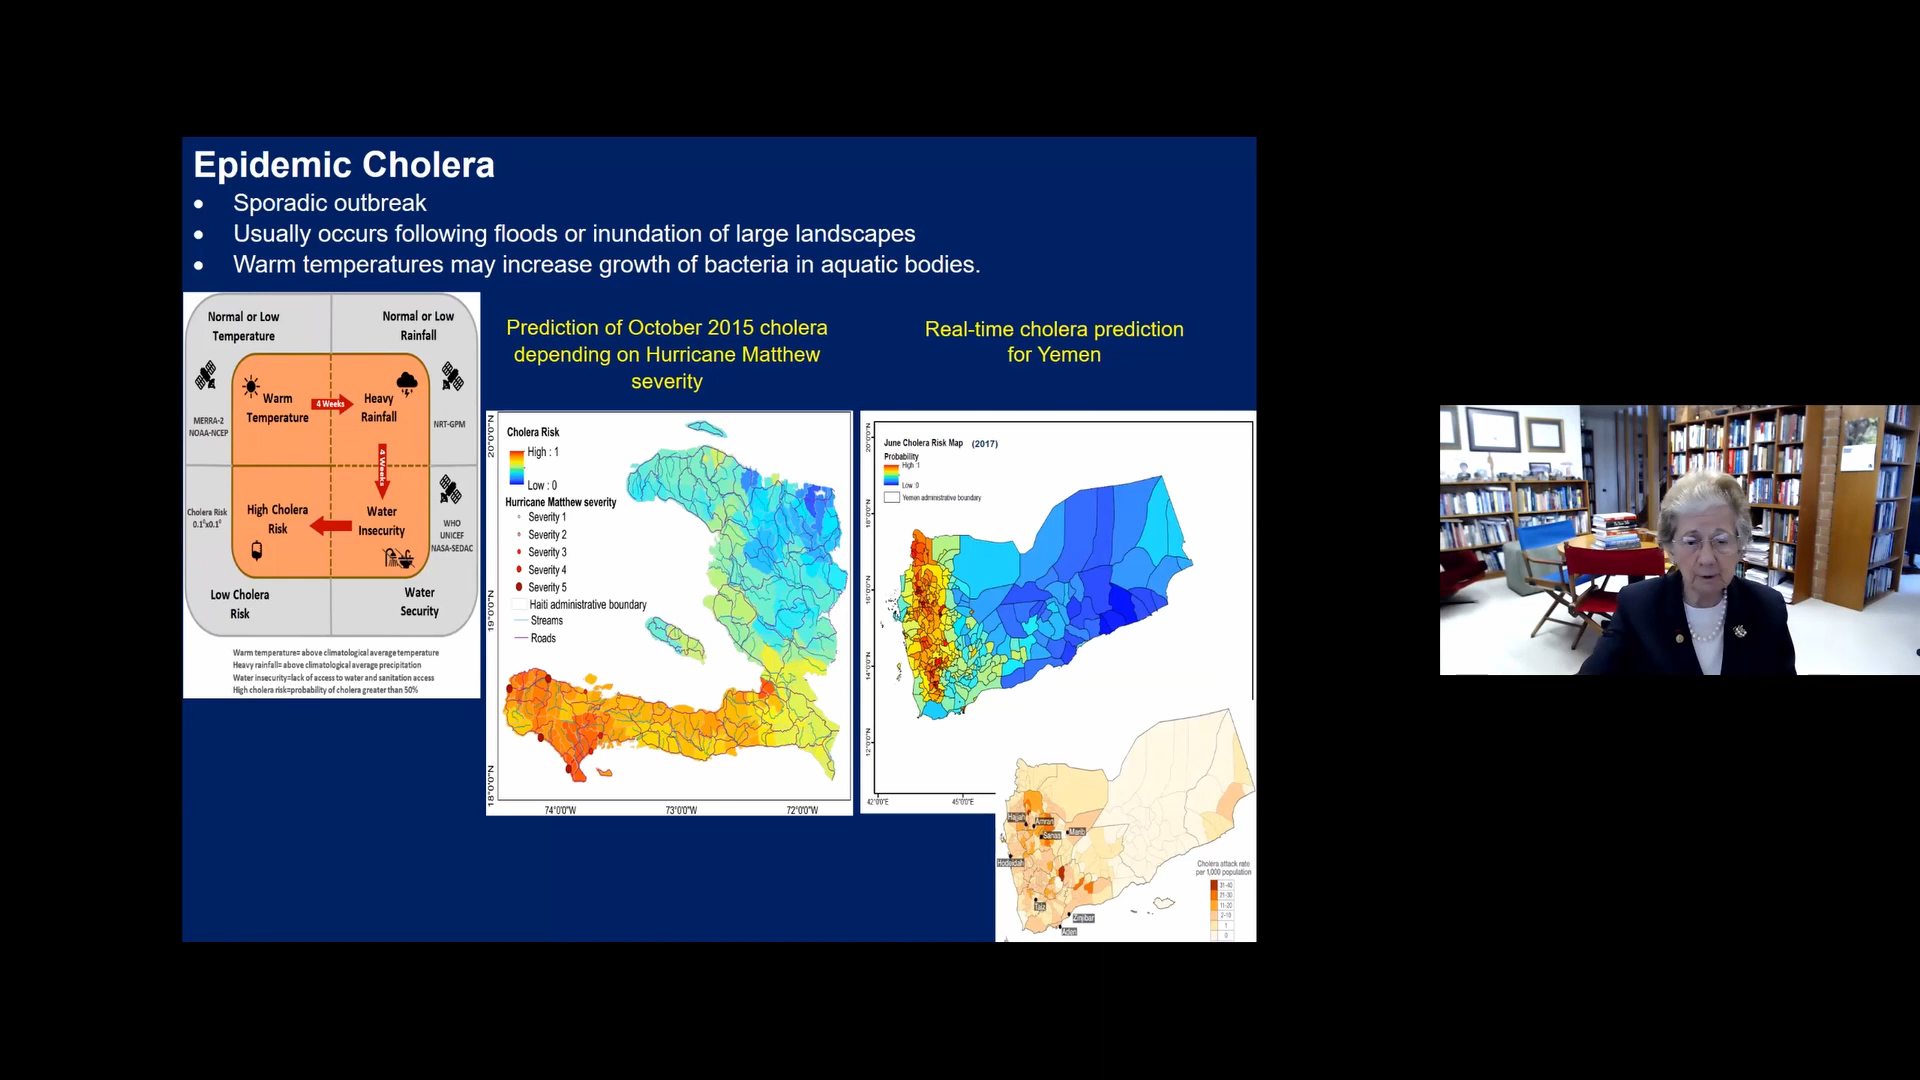 Epidemic Cholera
• Sporadic outbreak
• Usually occurs following floods or inundation of large landscapes
• Warm temperatures may increase growth of bacteria in aquatic bodies.
Normal or Low
Temperature
Normal or Low
Rainfall
MERRA-2
NOAA-NCEP
Warm
Temperature
4 Weeks
Heavy
Rainfall
NRT-GPM
4 Weeks
Cholera Risk
0.1⁰x0.1⁰
High Cholera
Risk
Water
Insecurity
WHO
UNICEF
NASA-SEDAC
Low Cholera
Risk
Water
Security
Warm temperature= above climatological average temperature
Heavy rainfall= above climatological average precipitation
Water insecurity=lack of access to water and sanitation access
High cholera risk=probability of cholera greater than 50%
Prediction of October 2015 cholera
depending on Hurricane Matthew
severity
Cholera Risk
High : 1
Low : 0
Hurricane Matthew severity
Severity 1
Severity 2
Severity 3
Severity 4
Severity 5
Haiti administrative boundary
Streams
Roads
20°0'0"N
19°0'0"N
18°0'0"N
74°0'0"W
73°0'0"W
72°0'0"W
Real-time cholera prediction
for Yemen
June Cholera Risk Map (2017)
Probability
High :1
Low :0
Yemen administrative boundary
20°0'0"N
18°0'0"N
16°0'0"N
14°0'0"N
12°0'0"N
42°0'0"E
45°0'0"E
Hajjah
Amran
Sanaa
Marib
Hodeidah
Taiz
Zinjibar
Aden
Cholera attack rate
per 1,000 population
31-40
21-30
11-20
2-10
1
0